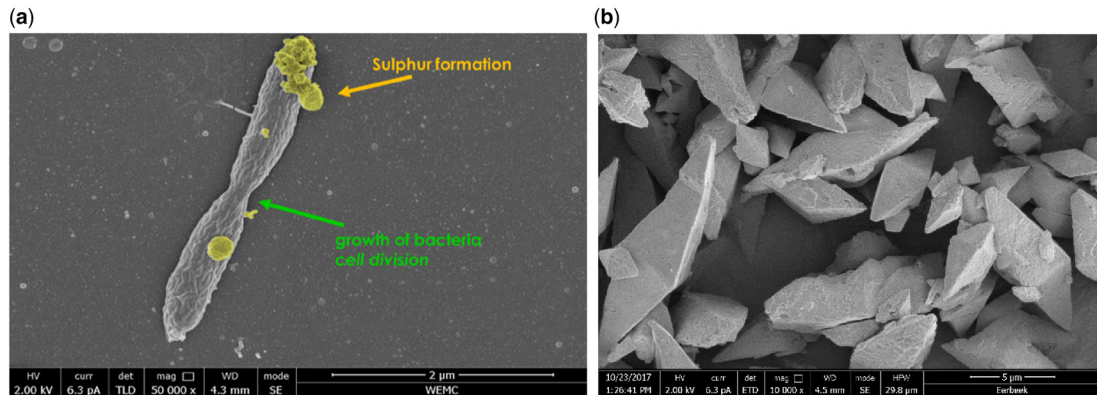 (a)
(b)
Sulphur formation
growth of bacteria:
cell division
HV curr det mag □ WD mode 2 μm
2.00 kV 6.3 pA TLD 50 000 x 4.3 mm SE WEMC
10/23/2017 HV curr det mag □ WD mode HFW 5 μm
1:26:41 PM 2.00 kV 6.3 pA ETD 10 000 x 4.5 mm SE 29.8 μm Eerbeek